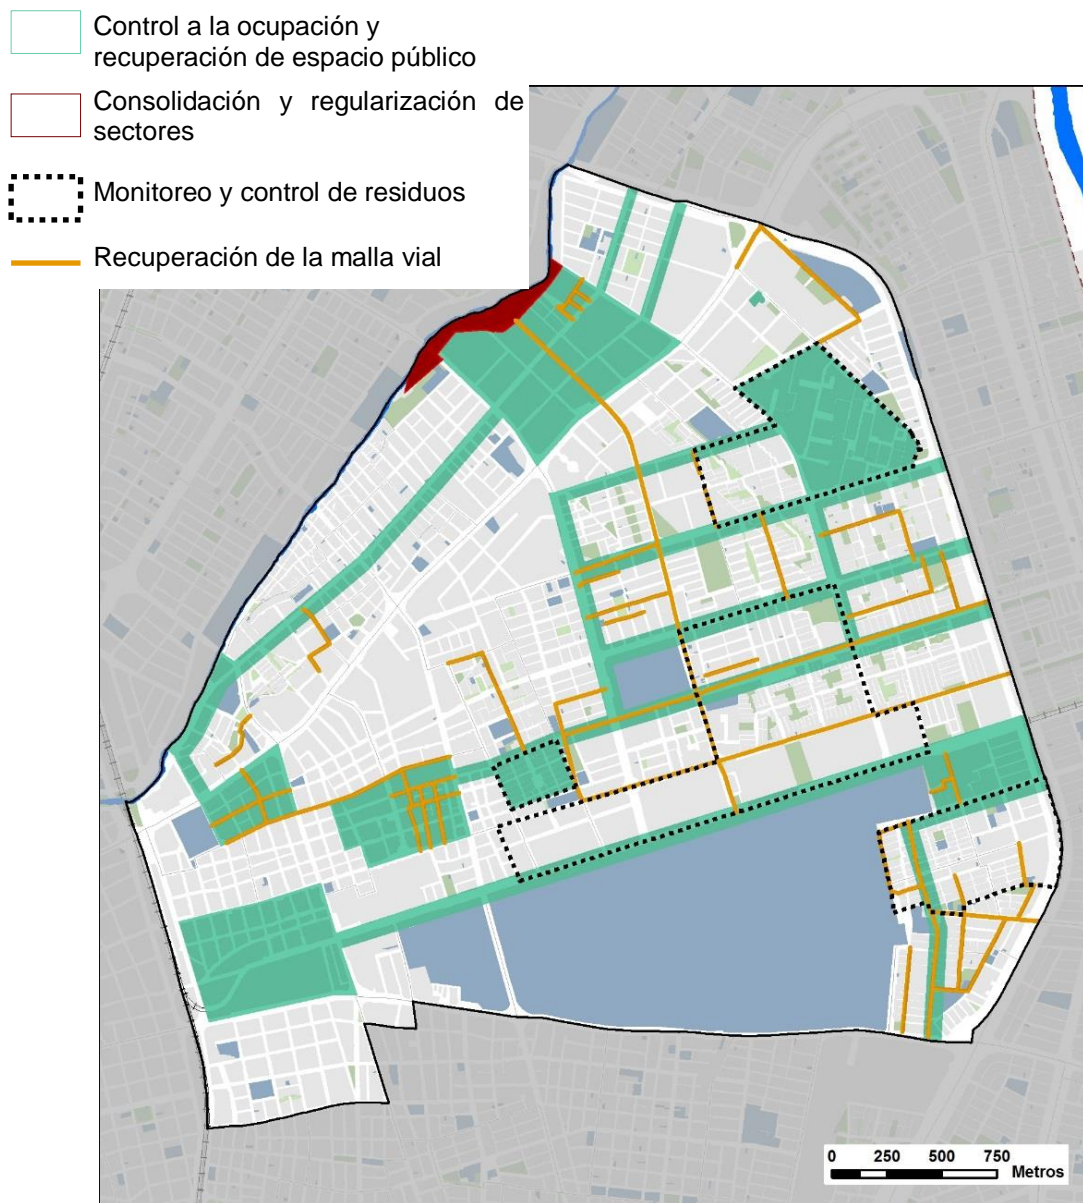 Control a la ocupación y
recuperación de espacio público
Consolidación y regularización de
sectores
Monitoreo y control de residuos
Recuperación de la malla vial
0 250 500 750
Metros